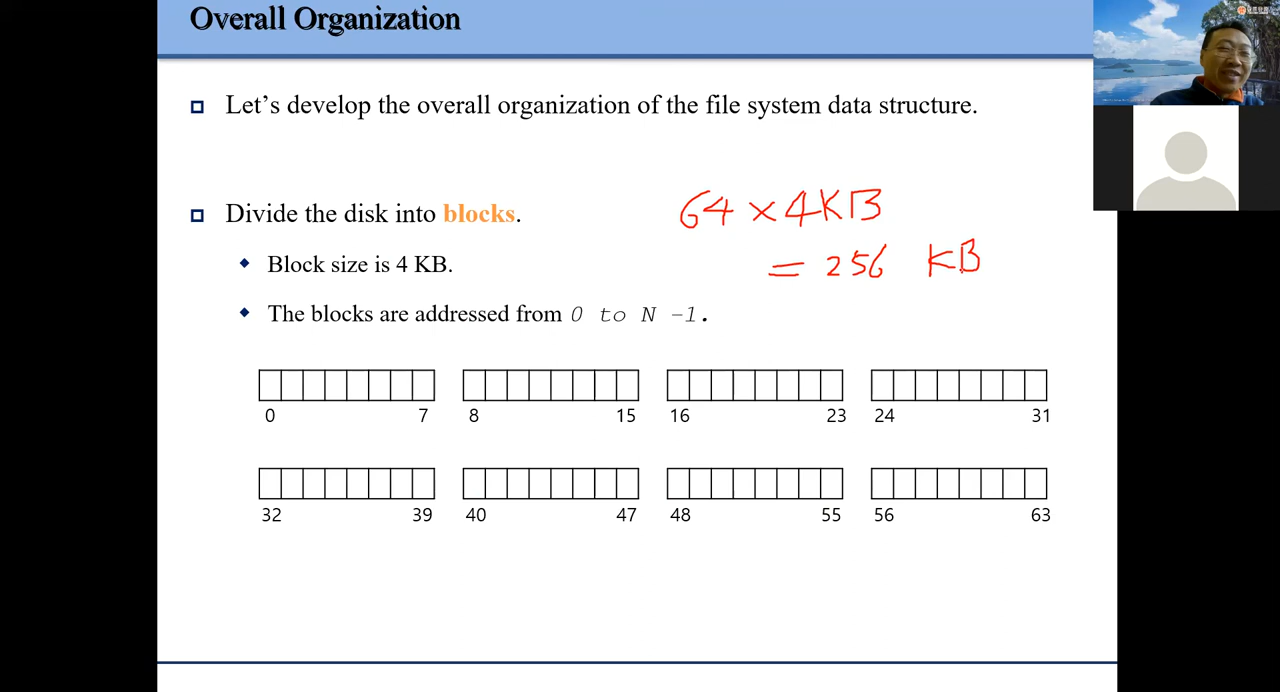 Overall Organization
Let's develop the overall organization of the file system data structure.
64 × 4KB
Divide the disk into blocks.
= 256 KB
Block size is 4 KB.
The blocks are addressed from 0 to N -1.
0 7 8 15 16 23 24 31
32 39 40 47 48 55 56 63